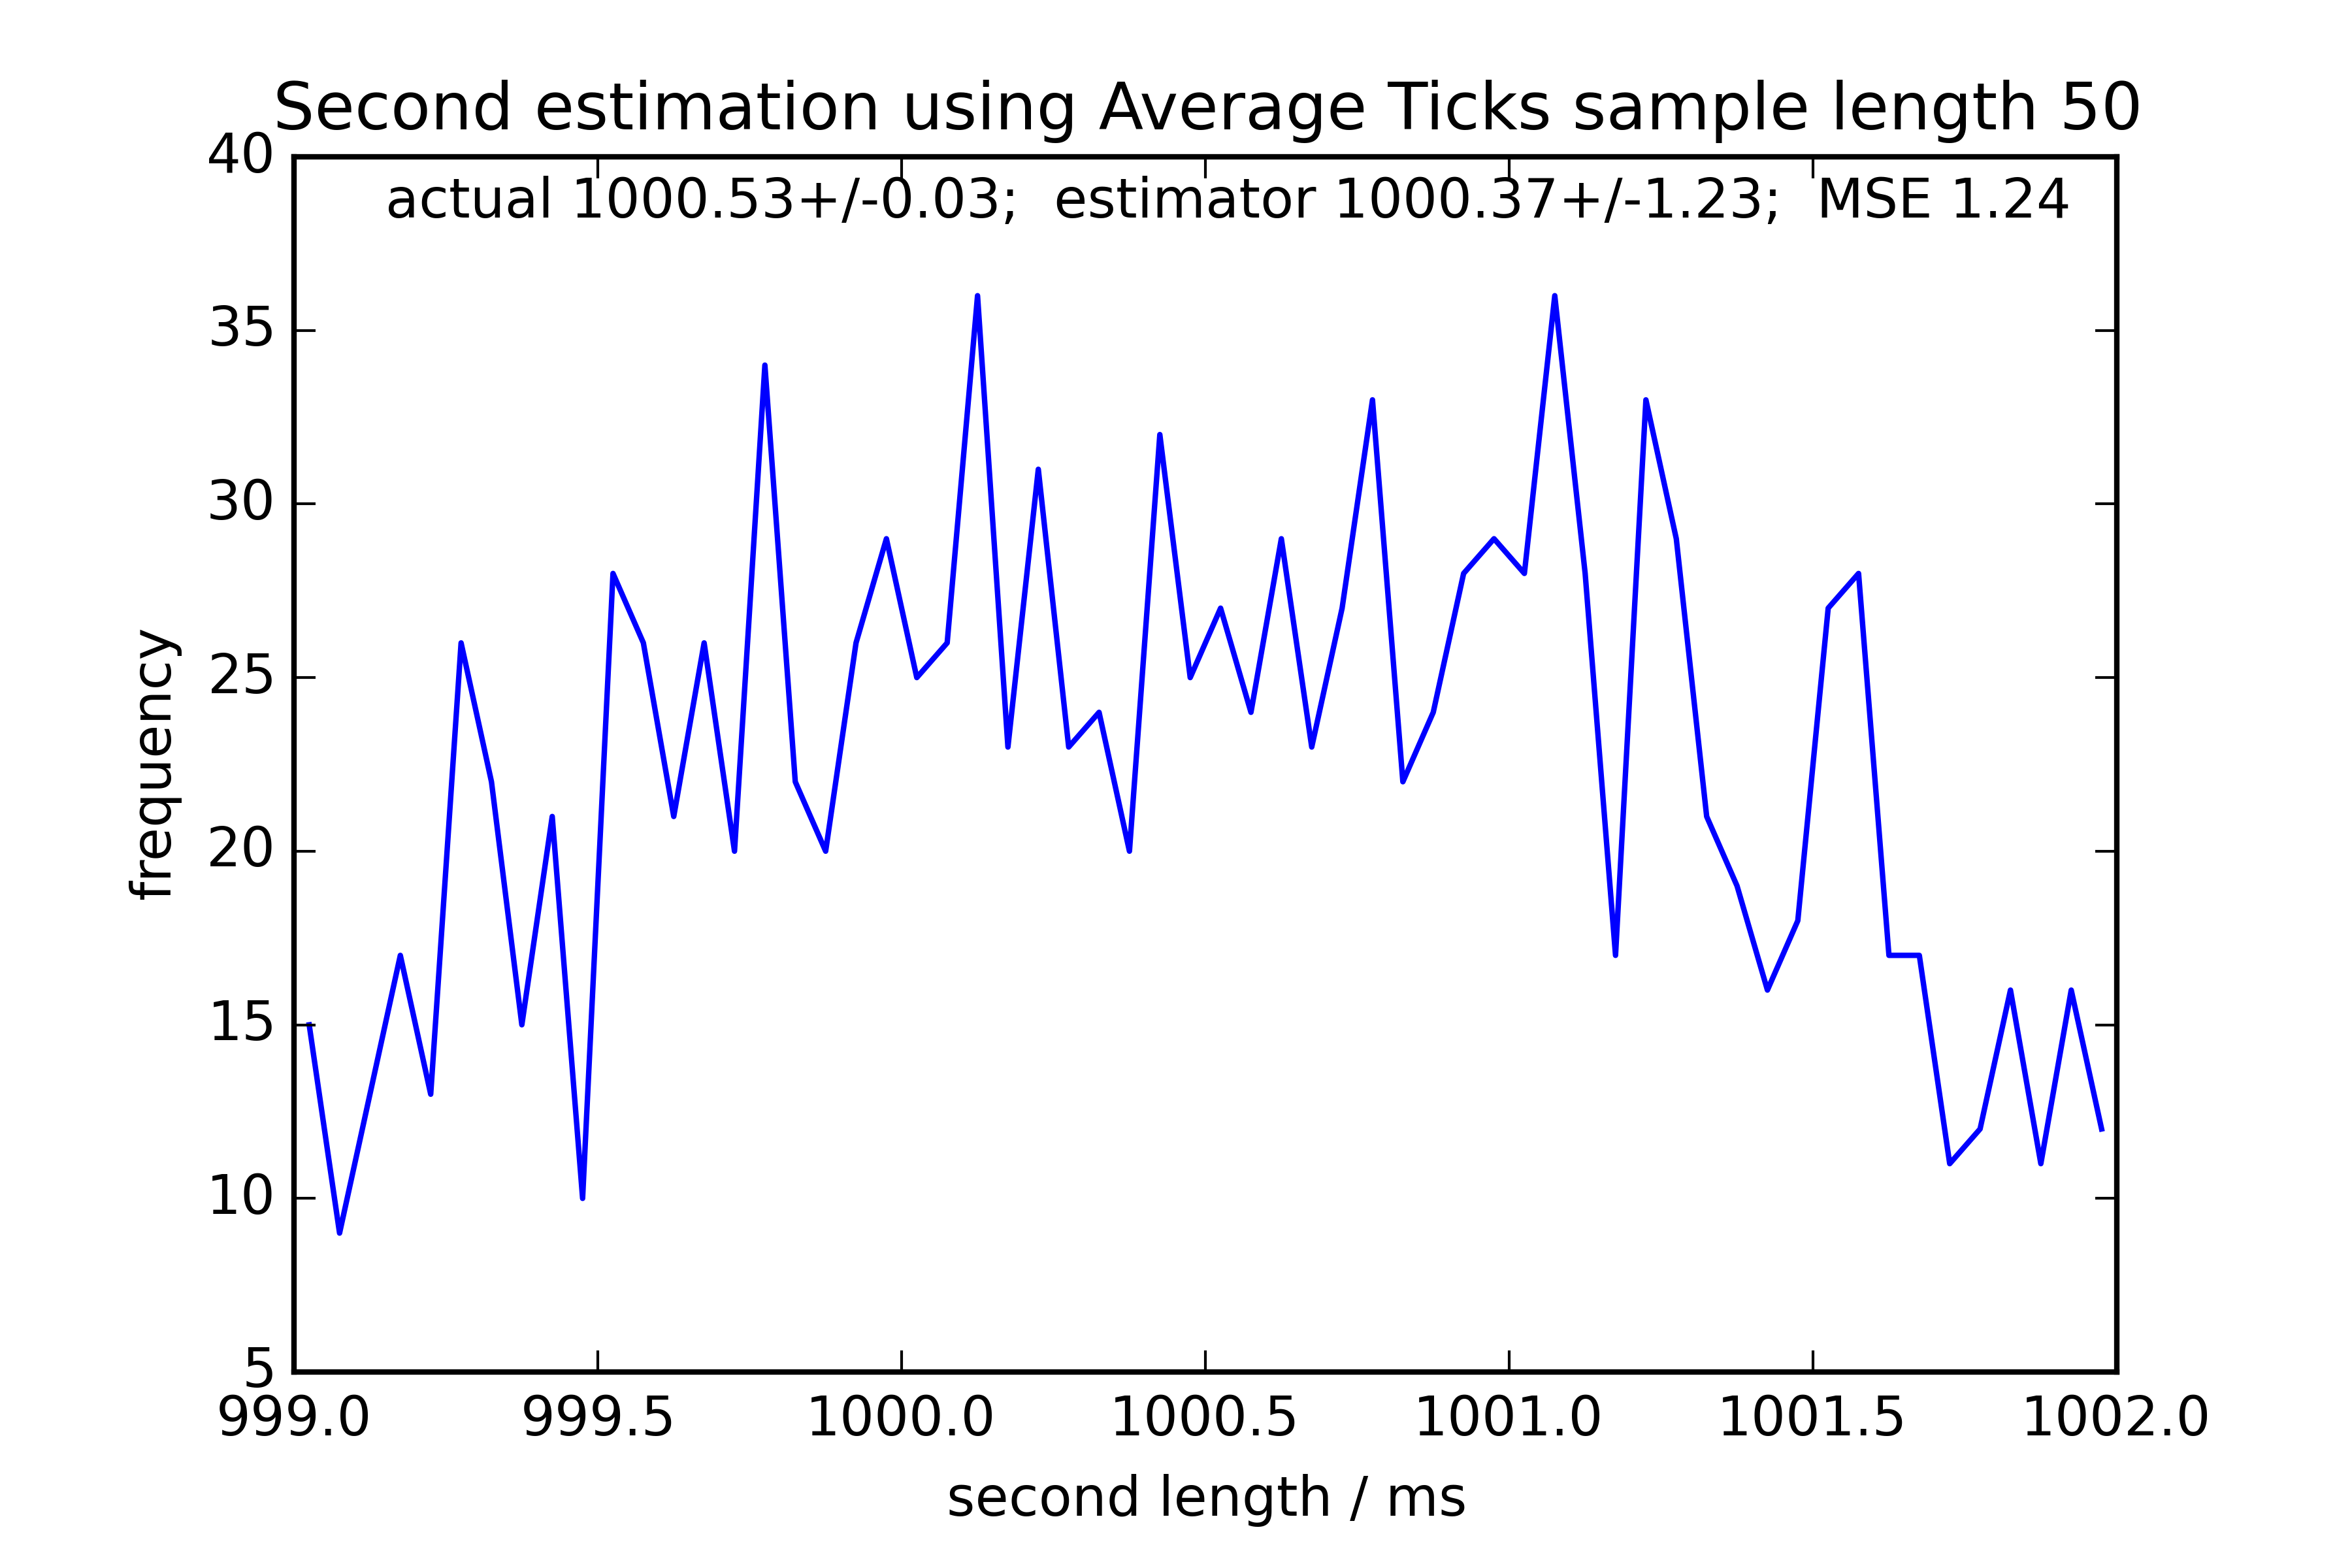 Second estimation using Average Ticks sample length 50
actual 1000.53+/-0.03;  estimator 1000.37+/-1.23;  MSE 1.24
40
35
30
25
20
15
10
5
frequency
999.0 999.5 1000.0 1000.5 1001.0 1001.5 1002.0
second length / ms